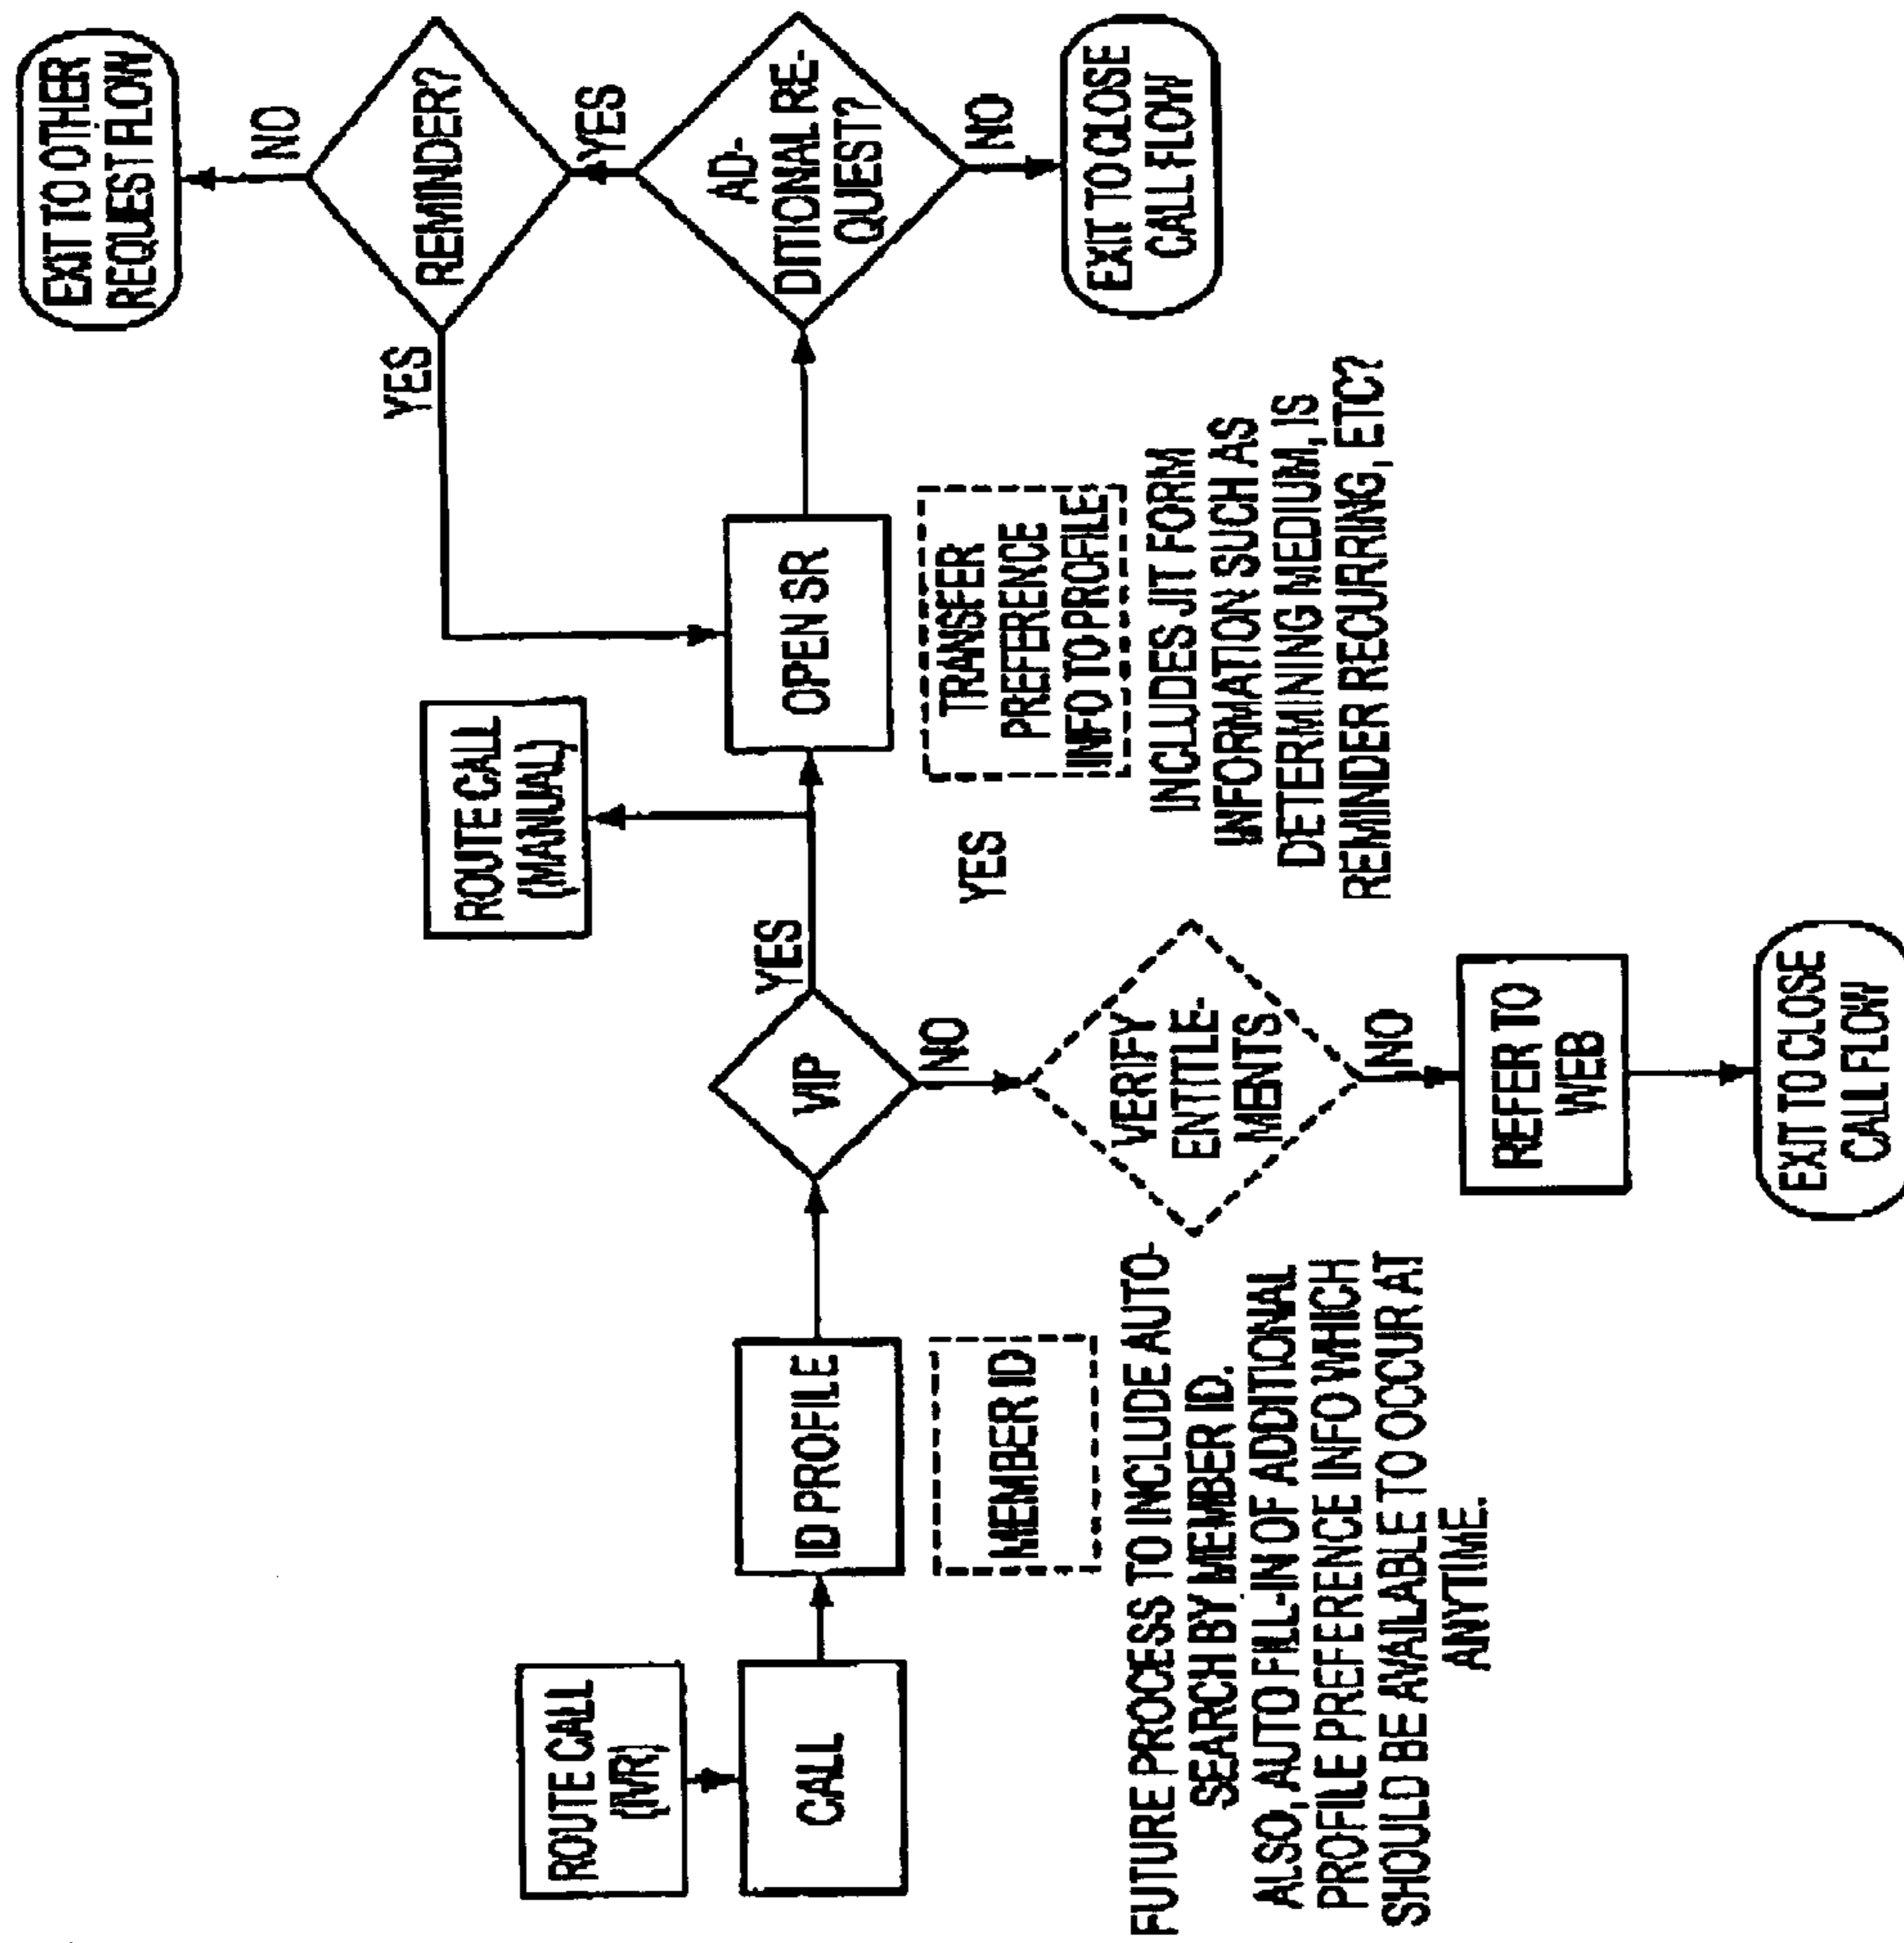 ROUTE CALL
(IVR)
CALL
ID PROFILE
MEMBER ID
FUTURE PROCESS TO INCLUDE AUTO-
SEARCH BY MEMBER ID.
ALSO, AUTO FILL-IN OF ADDITIONAL
PROFILE PREFERENCE INFO WHICH
SHOULD BE AVAILABLE TO OCCUR AT
ANYTIME.
VIP
YES
NO
VERIFY
ENTITLE-
MENTS
YES
NO
REFER TO
WEB
EXIT TO CLOSE
CALL FLOW
ROUTE CALL
(MANUAL)
OPEN SR
TRANSFER
PREFERENCE
INFO TO PROFILE
INCLUDES JIT FORM
INFORMATION SUCH AS
DETERMINING MEDIUM, IS
REMINDER RECURRING, ETC?
AD-
DITIONAL RE-
QUEST?
NO
EXIT TO CLOSE
CALL FLOW
YES
REMINDER?
YES
NO
EXIT TO OTHER
REQUEST FLOW